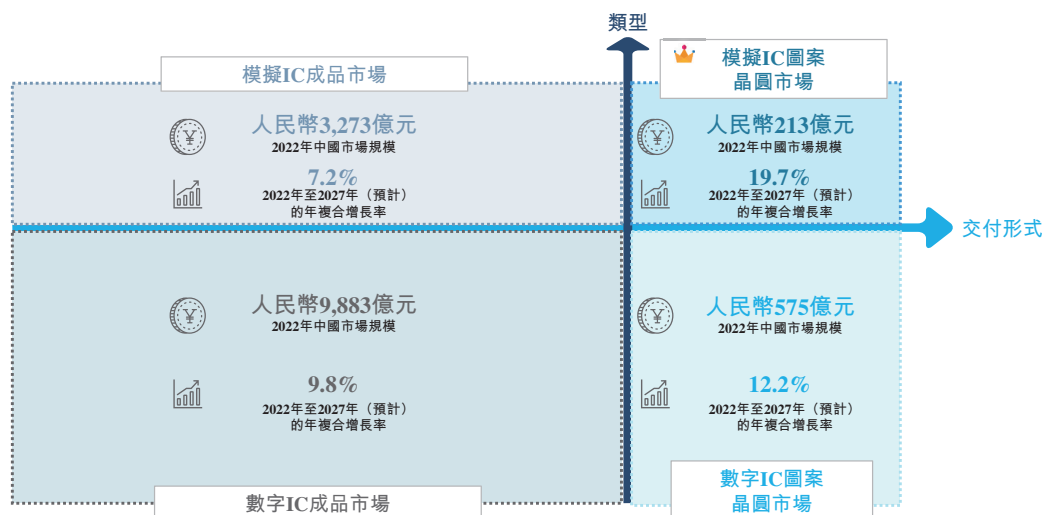 類型
模擬IC成品市場
人民幣3,273億元
2022年中國市場規模
7.2%
2022年至2027年（預計）
的年複合增長率
模擬IC圖案
晶圓市場
人民幣213億元
2022年中國市場規模
19.7%
2022年至2027年（預計）
的年複合增長率
交付形式
人民幣9,883億元
2022年中國市場規模
9.8%
2022年至2027年（預計）
的年複合增長率
數字IC成品市場
人民幣575億元
2022年中國市場規模
12.2%
2022年至2027年（預計）
的年複合增長率
數字IC圖案
晶圓市場